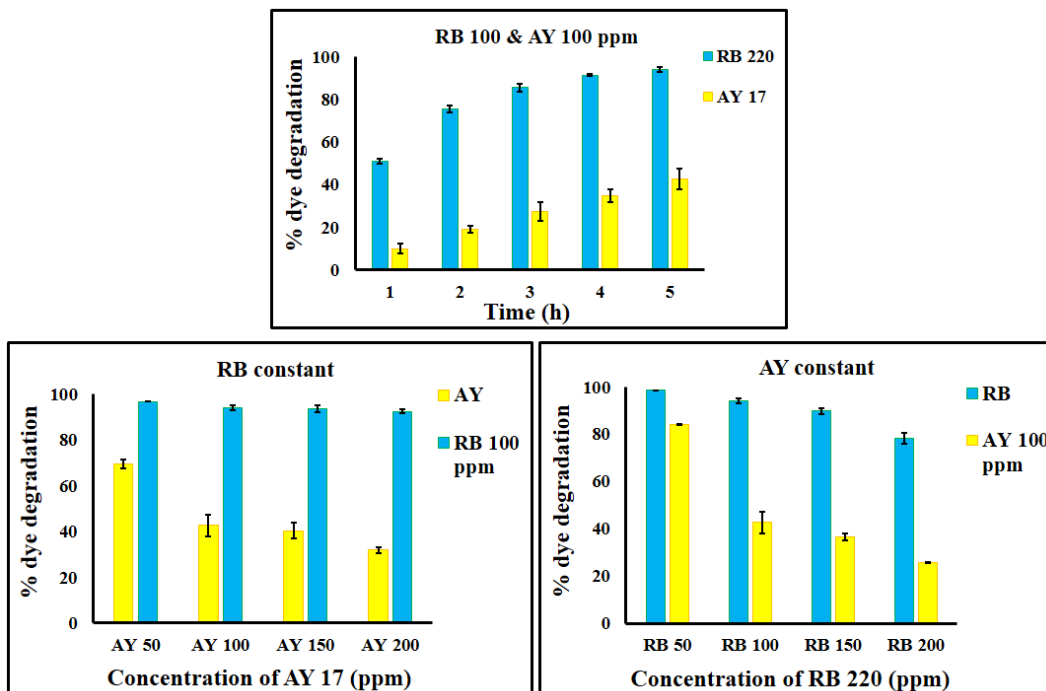 RB 100 & AY 100 ppm
% dye degradation
100
80
60
40
20
0
RB 220
AY 17
1 2 3 4 5
Time (h)
RB constant
% dye degradation
100
80
60
40
20
0
AY
RB 100
ppm
AY 50 AY 100 AY 150 AY 200
Concentration of AY 17 (ppm)
AY constant
% dye degradation
100
80
60
40
20
0
RB
AY 100
ppm
RB 50 RB 100 RB 150 RB 200
Concentration of RB 220 (ppm)